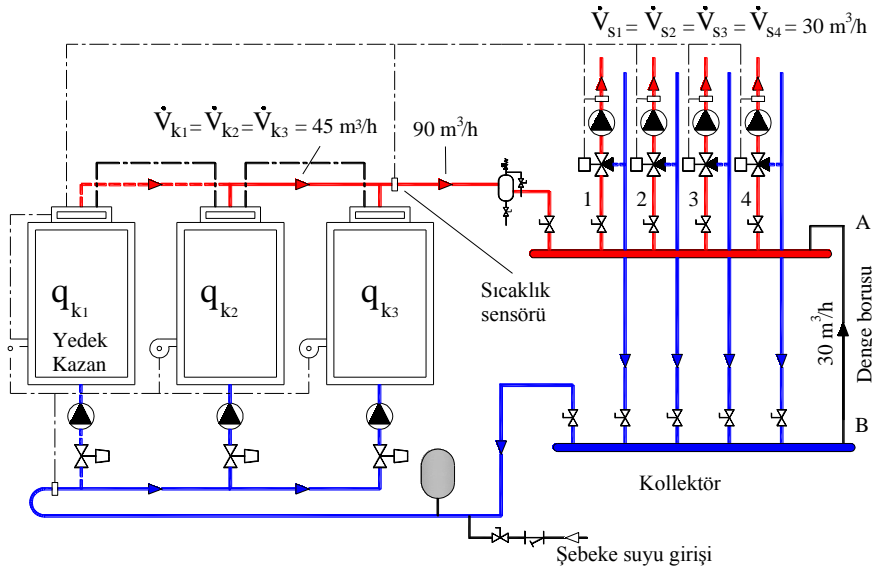 V̇s1 = V̇s2 = V̇s3 = V̇s4 = 30 m³/h
V̇k1 = V̇k2 = V̇k3 = 45 m³/h
90 m³/h
1
2
3
4
A
qk1
qk2
qk3
Yedek
Kazan
Sıcaklık
sensörü
30 m³/h
Denge borusu
B
Kollektör
Şebeke suyu girişi